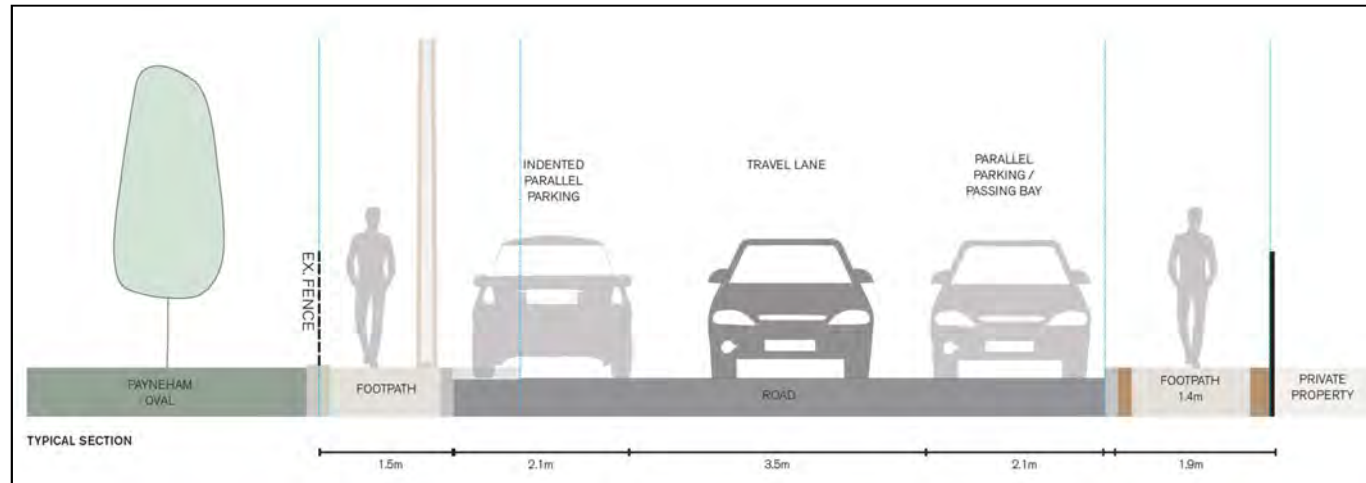 INDENTED
PARALLEL
PARKING
TRAVEL LANE
PARALLEL
PARKING /
PASSING BAY
EX. FENCE
PAYNEHAM
OVAL
FOOTPATH
ROAD
FOOTPATH
1.4m
PRIVATE
PROPERTY
TYPICAL SECTION
1.5m
2.1m
3.5m
2.1m
1.9m